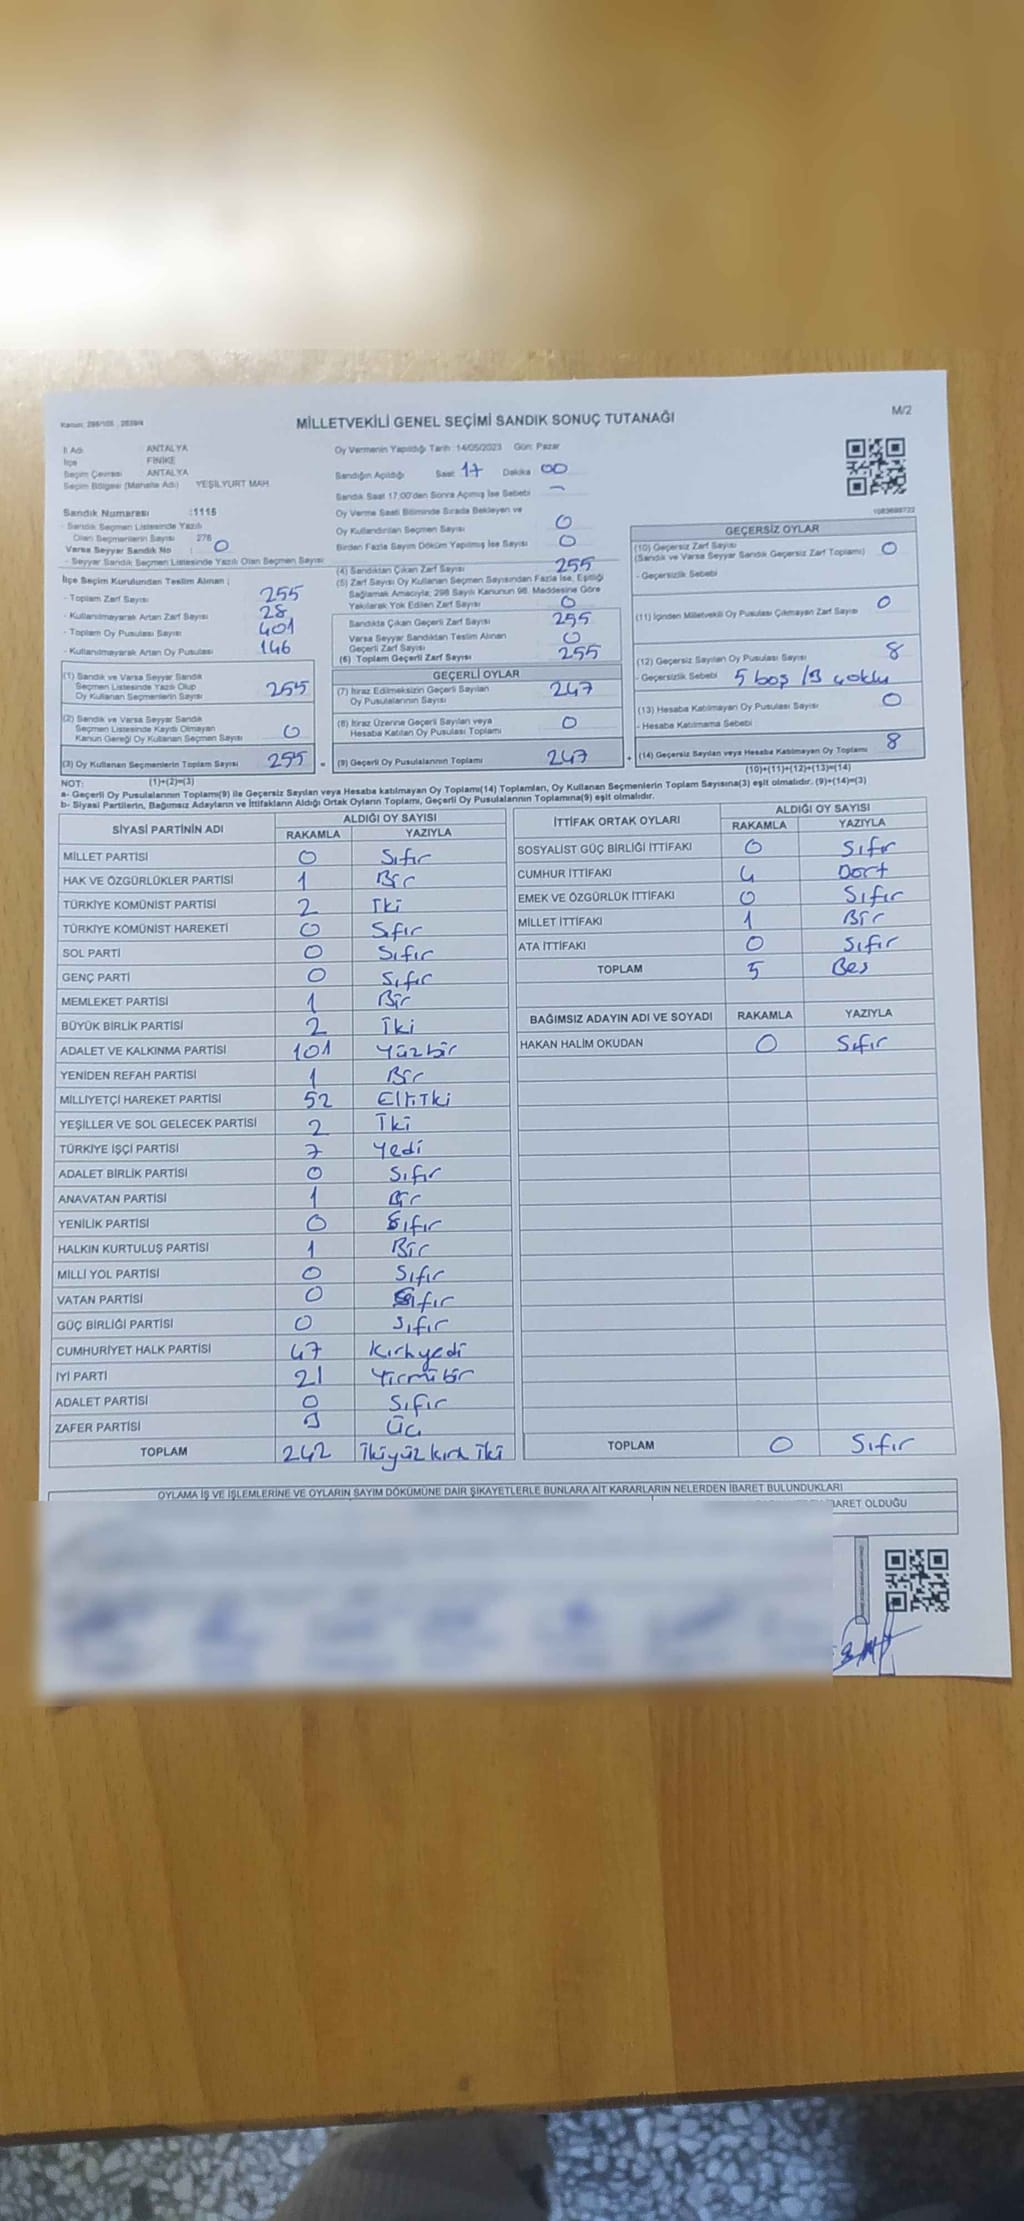 Kanun: 298/105 , 2839/4
MİLLETVEKİLİ GENEL SEÇİMİ SANDIK SONUÇ TUTANAĞI
M/2
İl Adı ANTALYA
İlçe FİNİKE
Seçim Çevresi ANTALYA
Seçim Bölgesi (Mahalle Adı) YEŞİLYURT MAH.
Sandık Numarası :1115
- Sandık Seçmen Listesinde Yazılı
Olan Seçmenlerin Sayısı 276
Varsa Seyyar Sandık No : 0
- Seyyar Sandık Seçmen Listesinde Yazılı Olan Seçmen Sayısı
İlçe Seçim Kurulundan Teslim Alınan ;
- Toplam Zarf Sayısı 255
- Kullanılmayarak Artan Zarf Sayısı 28
- Toplam Oy Pusulası Sayısı 401
- Kullanılmayarak Artan Oy Pusulası 146
(1) Sandık ve Varsa Seyyar Sandık
Seçmen Listesinde Yazılı Olup
Oy Kullanan Seçmenlerin Sayısı 255
(2) Sandık ve Varsa Seyyar Sandık
Seçmen Listesinde Kaydı Olmayan
Kanun Gereği Oy Kullanan Seçmen Sayısı 0
(3) Oy Kullanan Seçmenlerin Toplam Sayısı 255 =
(1)+(2)=(3)
Oy Vermenin Yapıldığı Tarih :14/05/2023 Gün: Pazar
Sandığın Açıldığı Saat 17 Dakika 00
Sandık Saat 17:00'den Sonra Açılmış İse Sebebi -
Oy Verme Saati Bitiminde Sırada Bekleyen ve
Oy Kullandırılan Seçmen Sayısı 0
Birden Fazla Sayım Döküm Yapılmış İse Sayısı 0
(4) Sandıktan Çıkan Zarf Sayısı 255
(5) Zarf Sayısı Oy Kullanan Seçmen Sayısından Fazla İse, Eşitliği
Sağlamak Amacıyla; 298 Sayılı Kanunun 98. Maddesine Göre
Yakılarak Yok Edilen Zarf Sayısı 0
Sandıkta Çıkan Geçerli Zarf Sayısı 255
Varsa Seyyar Sandıktan Teslim Alınan
Geçerli Zarf Sayısı 0
(6) Toplam Geçerli Zarf Sayısı 255
GEÇERLİ OYLAR
(7) İtiraz Edilmeksizin Geçerli Sayılan
Oy Pusulalarının Sayısı 247
(8) İtiraz Üzerine Geçerli Sayılan veya
Hesaba Katılan Oy Pusulası Toplamı 0
(9) Geçerli Oy Pusulalarının Toplamı 247 +
1083698722
GEÇERSİZ OYLAR
(10) Geçersiz Zarf Sayısı
(Sandık ve Varsa Seyyar Sandık Geçersiz Zarf Toplamı) 0
- Geçersizlik Sebebi
(11) İçinden Milletvekili Oy Pusulası Çıkmayan Zarf Sayısı 0
(12) Geçersiz Sayılan Oy Pusulası Sayısı 8
- Geçersizlik Sebebi 5 boş /3 çoklu
(13) Hesaba Katılmayan Oy Pusulası Sayısı 0
- Hesaba Katılmama Sebebi
(14) Geçersiz Sayılan veya Hesaba Katılmayan Oy Toplamı 8
(10)+(11)+(12)+(13)=(14)
NOT:
a- Geçerli Oy Pusulalarının Toplamı(9) ile Geçersiz Sayılan veya Hesaba Katılmayan Oy Toplamı(14) Toplamları, Oy Kullanan Seçmenlerin Toplam Sayısına(3) eşit olmalıdır. (9)+(14)=(3)
b- Siyasi Partilerin, Bağımsız Adayların ve İttifakların Aldığı Ortak Oyların Toplamı, Geçerli Oy Pusulalarının Toplamına(9) eşit olmalıdır.
SİYASİ PARTİNİN ADI ALDIĞI OY SAYISI
RAKAMLA YAZIYLA
MİLLET PARTİSİ 0 Sıfır
HAK VE ÖZGÜRLÜKLER PARTİSİ 1 Bir
TÜRKİYE KOMÜNİST PARTİSİ 2 İki
TÜRKİYE KOMÜNİST HAREKETİ 0 Sıfır
SOL PARTİ 0 Sıfır
GENÇ PARTİ 0 Sıfır
MEMLEKET PARTİSİ 1 Bir
BÜYÜK BİRLİK PARTİSİ 2 İki
ADALET VE KALKINMA PARTİSİ 101 Yüzbir
YENİDEN REFAH PARTİSİ 1 Bir
MİLLİYETÇİ HAREKET PARTİSİ 52 Elliiki
YEŞİLLER VE SOL GELECEK PARTİSİ 2 İki
TÜRKİYE İŞÇİ PARTİSİ 7 Yedi
ADALET BİRLİK PARTİSİ 0 Sıfır
ANAVATAN PARTİSİ 1 Bir
YENİLİK PARTİSİ 0 Sıfır
HALKIN KURTULUŞ PARTİSİ 1 Bir
MİLLİ YOL PARTİSİ 0 Sıfır
VATAN PARTİSİ 0 Sıfır
GÜÇ BİRLİĞİ PARTİSİ 0 Sıfır
CUMHURİYET HALK PARTİSİ 47 Kırkyedi
İYİ PARTİ 21 Yirmibir
ADALET PARTİSİ 0 Sıfır
ZAFER PARTİSİ 3 Üç
TOPLAM 242 İkiyüz kırk iki
İTTİFAK ORTAK OYLARI ALDIĞI OY SAYISI
RAKAMLA YAZIYLA
SOSYALİST GÜÇ BİRLİĞİ İTTİFAKI 0 Sıfır
CUMHUR İTTİFAKI 4 Dört
EMEK VE ÖZGÜRLÜK İTTİFAKI 0 Sıfır
MİLLET İTTİFAKI 1 Bir
ATA İTTİFAKI 0 Sıfır
TOPLAM 5 Beş
BAĞIMSIZ ADAYIN ADI VE SOYADI RAKAMLA YAZIYLA
HAKAN HALİM OKUDAN 0 Sıfır
TOPLAM 0 Sıfır
OYLAMA İŞ VE İŞLEMLERİNE VE OYLARIN SAYIM DÖKÜMÜNE DAİR ŞİKAYETLERLE BUNLARA AİT KARARLARIN NELERDEN İBARET BULUNDUKLARI
BARET OLDUĞU